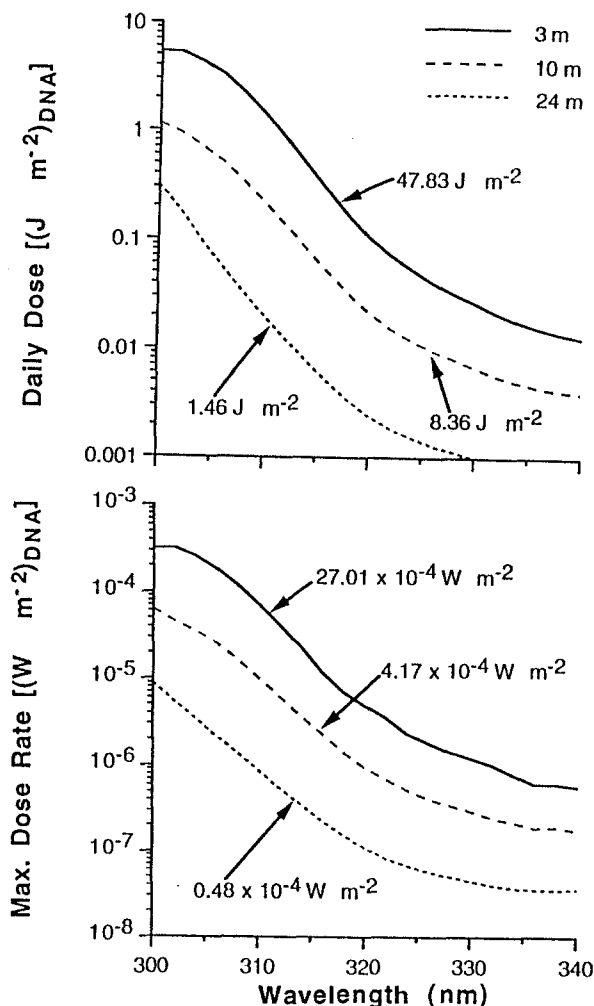 10
1
0.1
0.01
0.001
Daily Dose [(J m-2)DNA]
3 m
10 m
24 m
47.83 J m-2
1.46 J m-2
8.36 J m-2
10-3
10-4
10-5
10-6
10-7
10-8
Max. Dose Rate [(W m-2)DNA]
27.01 x 10-4 W m-2
4.17 x 10-4 W m-2
0.48 x 10-4 W m-2
300 310 320 330 340
Wavelength (nm)